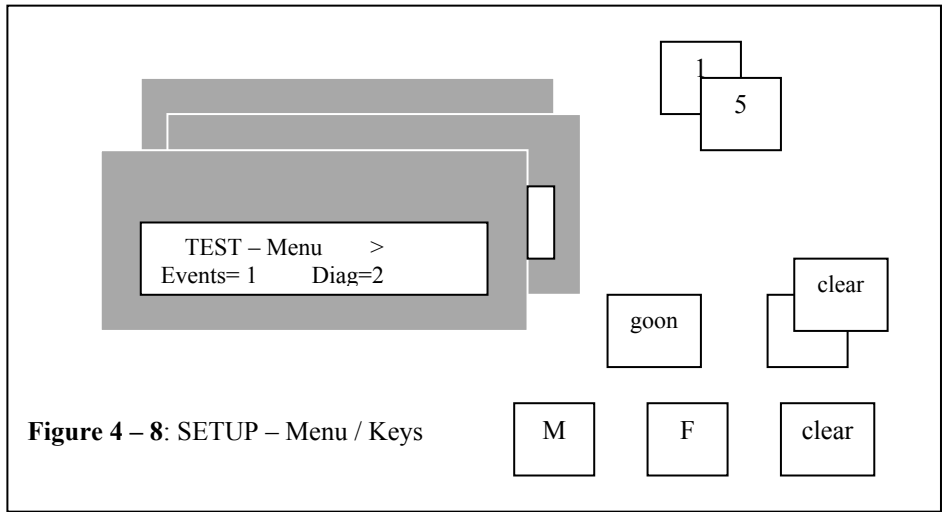 1
5
TEST – Menu >
Events= 1 Diag=2
clear
goon
Figure 4 – 8: SETUP – Menu / Keys
M
F
clear